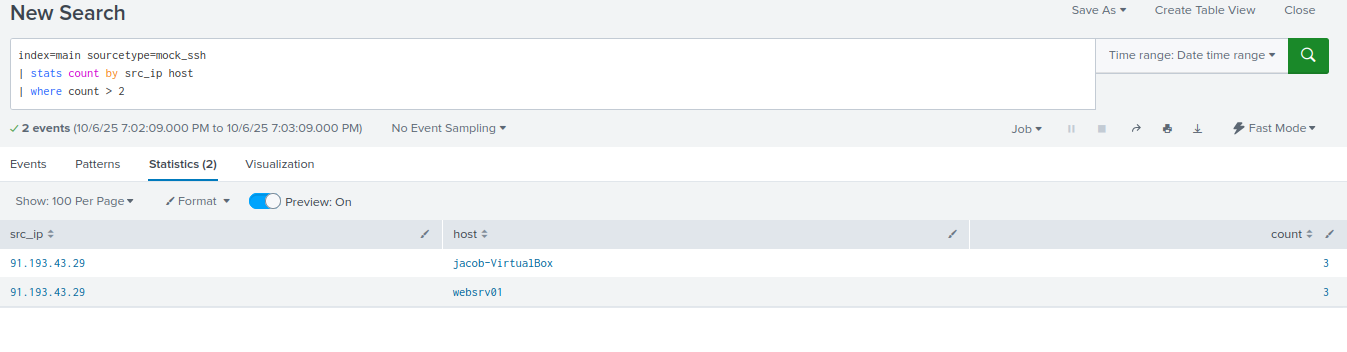 New Search
Save As Create Table View Close
index=main sourcetype=mock_ssh
| stats count by src_ip host
| where count > 2
Time range: Date time range
2 events (10/6/25 7:02:09.000 PM to 10/6/25 7:03:09.000 PM) No Event Sampling Job Fast Mode
Events Patterns Statistics (2) Visualization
Show: 100 Per Page Format Preview: On
src_ip host count
91.193.43.29 jacob-VirtualBox 3
91.193.43.29 websrv01 3